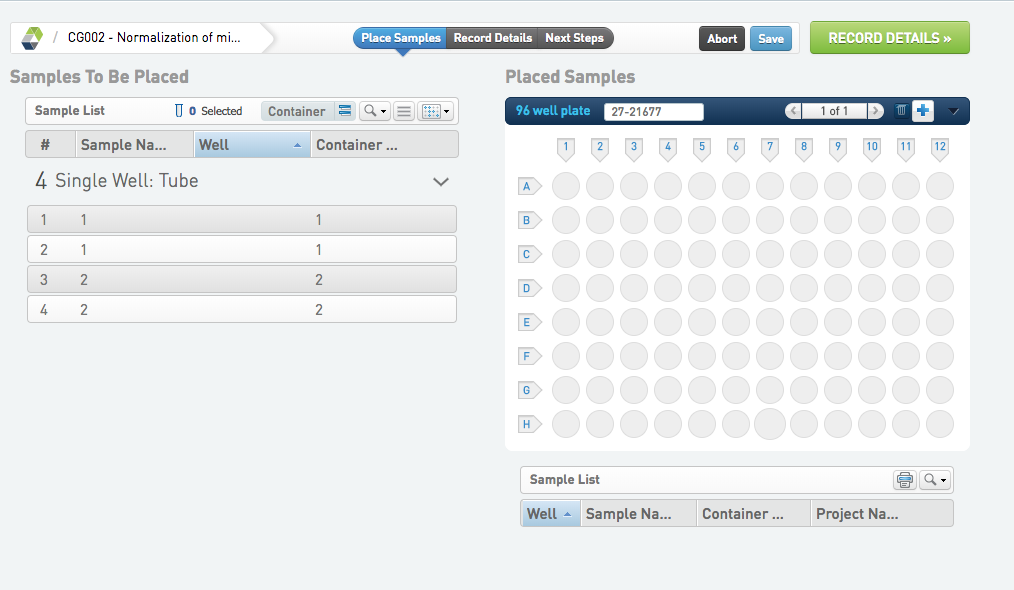 / CG002 - Normalization of mi...
Place Samples Record Details Next Steps
Abort Save
RECORD DETAILS »
Samples To Be Placed
Sample List 0 Selected Container
# Sample Na... Well Container ...
4 Single Well: Tube
1 1 1
2 1 1
3 2 2
4 2 2
Placed Samples
96 well plate 27-21677 1 of 1
1 2 3 4 5 6 7 8 9 10 11 12
A
B
C
D
E
F
G
H
Sample List
Well Sample Na... Container ... Project Na...